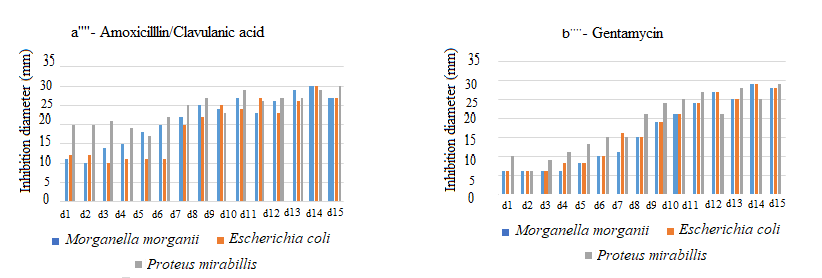 a""- Amoxicilllin/Clavulanic acid
Inhibition diameter (mm)
35
30
25
20
15
10
5
0
d1 d2 d3 d4 d5 d6 d7 d8 d9 d10 d11 d12 d13 d14 d15
Morganella morganii
Escherichia coli
Proteus mirabillis
b""- Gentamycin
Inhibition diameter (mm)
35
30
25
20
15
10
5
0
d1 d2 d3 d4 d5 d6 d7 d8 d9 d10 d11 d12 d13 d14 d15
Morganella morganii
Escherichia coli
Proteus mirabillis